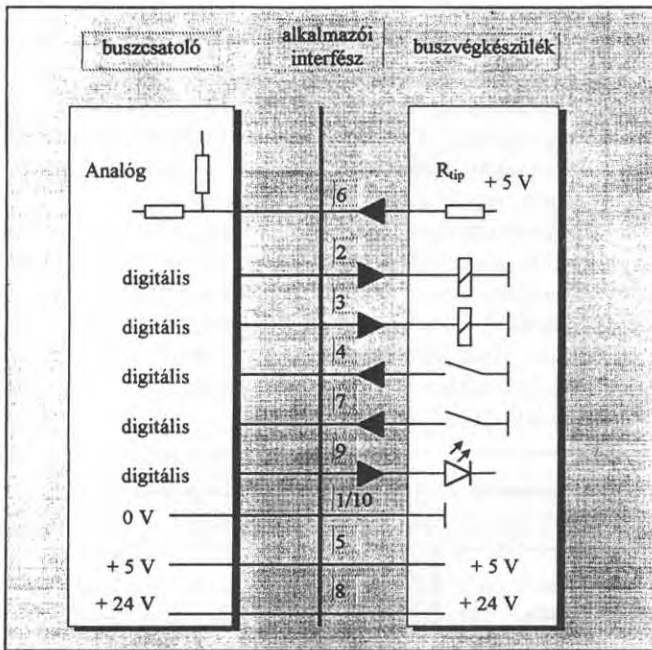 buszcsatoló
alkalmazói
interfész
buszvégkészülék
Analóg
6
R_tip
+ 5 V
2
digitális
3
digitális
4
digitális
7
digitális
9
digitális
1/10
0 V
5
+ 5 V
+ 5 V
8
+ 24 V
+ 24 V